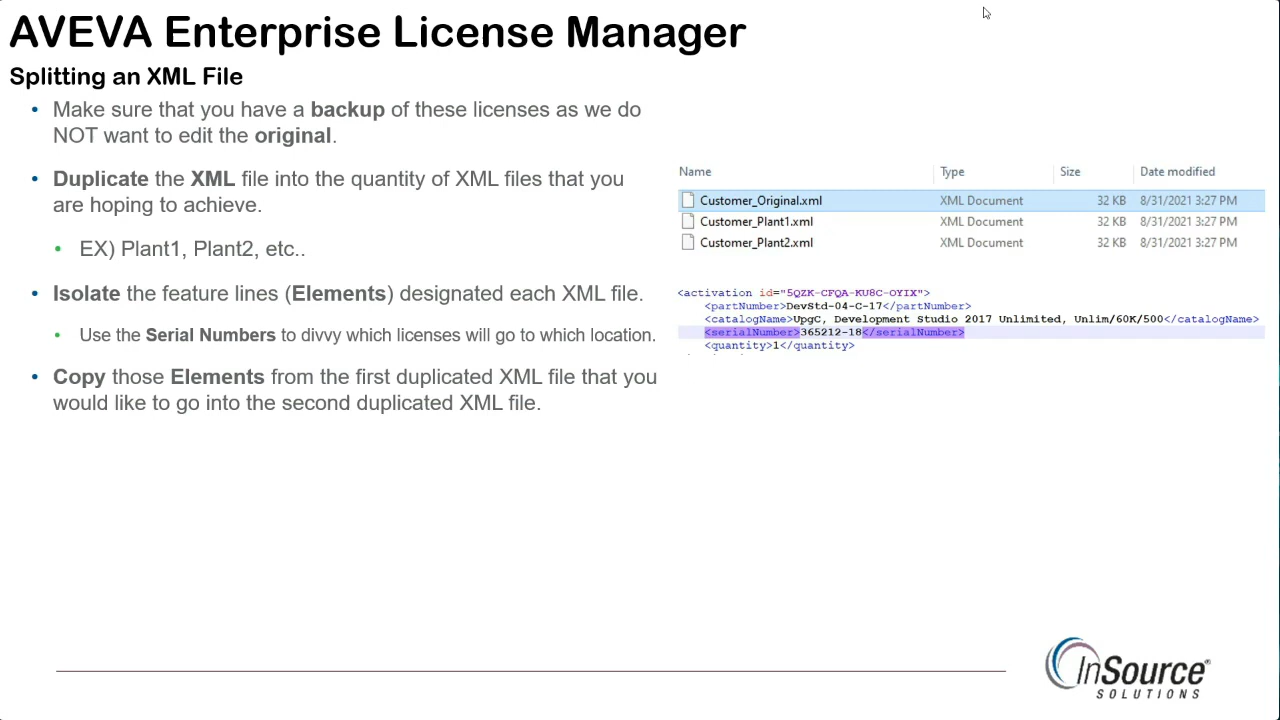 AVEVA Enterprise License Manager
Splitting an XML File
• Make sure that you have a backup of these licenses as we do
NOT want to edit the original.
• Duplicate the XML file into the quantity of XML files that you
are hoping to achieve.
• EX) Plant1, Plant2, etc..
• Isolate the feature lines (Elements) designated each XML file.
• Use the Serial Numbers to divvy which licenses will go to which location.
• Copy those Elements from the first duplicated XML file that you
would like to go into the second duplicated XML file.
Name Type Size Date modified
Customer_Original.xml XML Document 32 KB 8/31/2021 3:27 PM
Customer_Plant1.xml XML Document 32 KB 8/31/2021 3:27 PM
Customer_Plant2.xml XML Document 32 KB 8/31/2021 3:27 PM
<activation id="5QZK-CFQA-KU8C-OYIX">
<partNumber>DevStd-04-C-17</partNumber>
<catalogName>UpgC, Development Studio 2017 Unlimited, Unlim/60K/500</catalogName>
<serialNumber>365212-18</serialNumber>
<quantity>1</quantity>
InSource®
SOLUTIONS